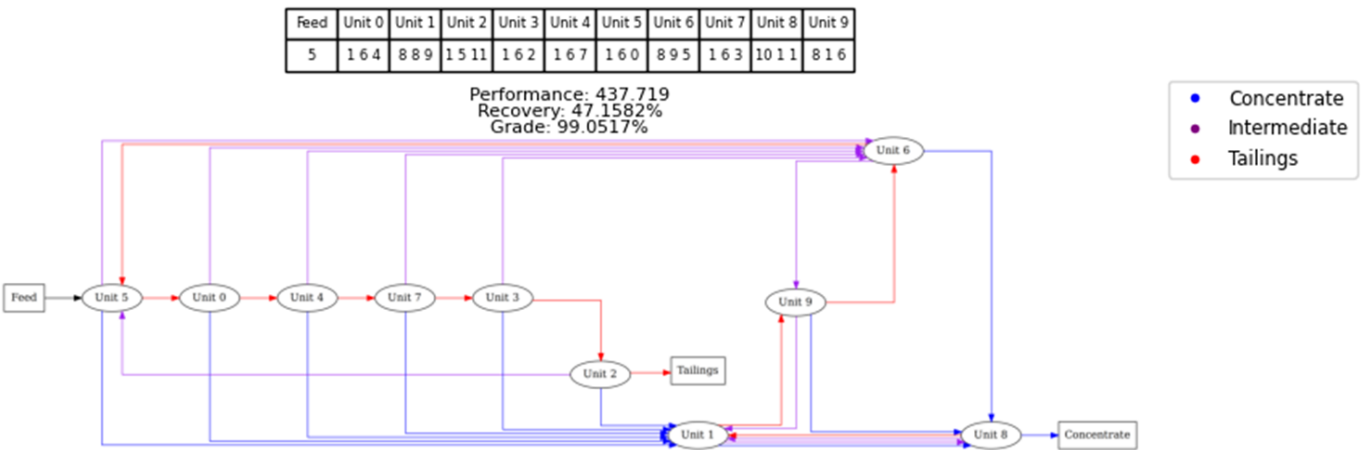 Feed Unit 0 Unit 1 Unit 2 Unit 3 Unit 4 Unit 5 Unit 6 Unit 7 Unit 8 Unit 9
5 1 6 4 8 8 9 1 5 11 1 6 2 1 6 7 1 6 0 8 9 5 1 6 3 10 1 1 8 1 6
Performance: 437.719
Recovery: 47.1582%
Grade: 99.0517%
Concentrate
Intermediate
Tailings
Unit 6
Feed
Unit 5
Unit 0
Unit 4
Unit 7
Unit 3
Unit 9
Unit 2
Tailings
Unit 1
Unit 8
Concentrate